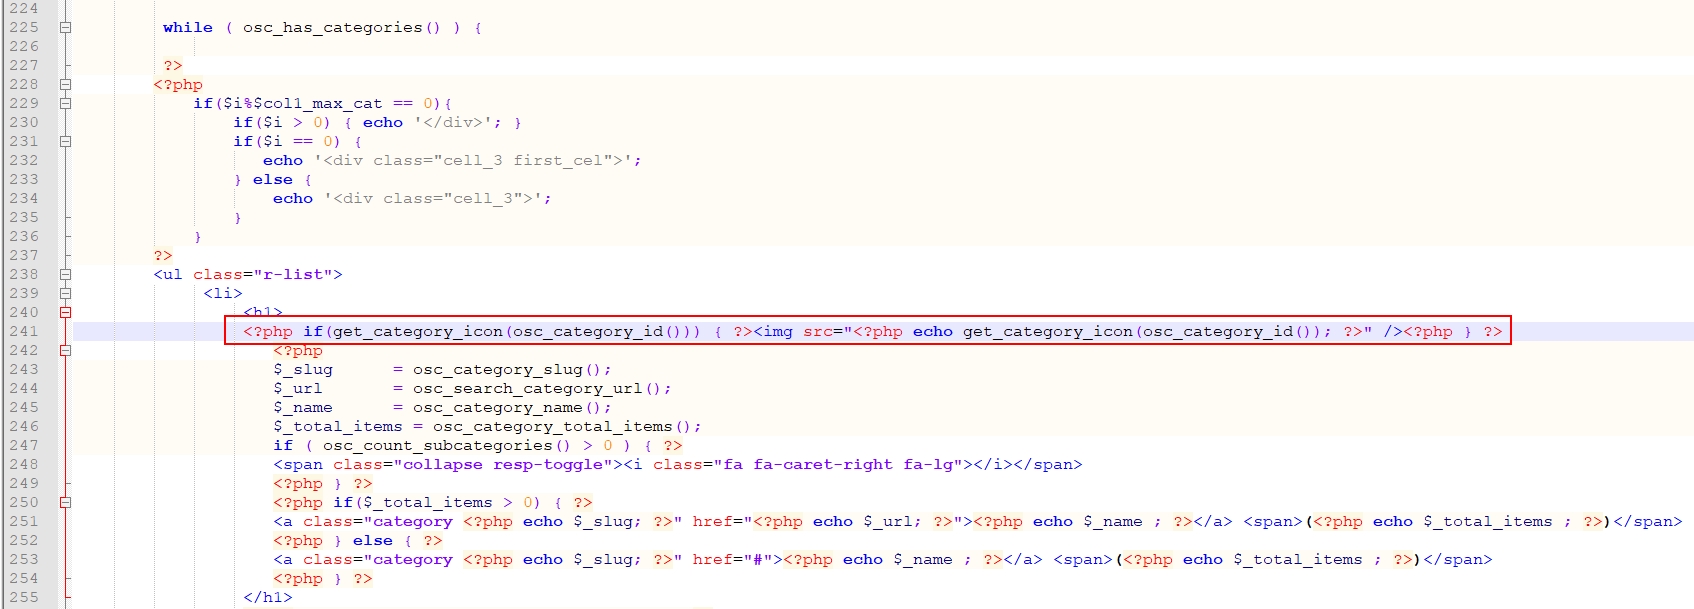 224
225 while ( osc_has_categories() ) {
226
227 ?>
228 <?php
229 if($i%$col1_max_cat == 0){
230 if($i > 0) { echo '</div>'; }
231 if($i == 0) {
232 echo '<div class="cell_3 first_cel">';
233 } else {
234 echo '<div class="cell_3">';
235 }
236 }
237 ?>
238 <ul class="r-list">
239 <li>
240 <h1>
241 <?php if(get_category_icon(osc_category_id())) { ?><img src="<?php echo get_category_icon(osc_category_id()); ?>" /><?php } ?>
242 <?php
243 $_slug = osc_category_slug();
244 $_url = osc_search_category_url();
245 $_name = osc_category_name();
246 $_total_items = osc_category_total_items();
247 if ( osc_count_subcategories() > 0 ) { ?>
248 <span class="collapse resp-toggle"><i class="fa fa-caret-right fa-lg"></i></span>
249 <?php } ?>
250 <?php if($_total_items > 0) { ?>
251 <a class="category <?php echo $_slug; ?>" href="<?php echo $_url; ?>"><?php echo $_name ; ?></a> <span>(<?php echo $_total_items ; ?>)</span>
252 <?php } else { ?>
253 <a class="category <?php echo $_slug; ?>" href="#"><?php echo $_name ; ?></a> <span>(<?php echo $_total_items ; ?>)</span>
254 <?php } ?>
255 </h1>